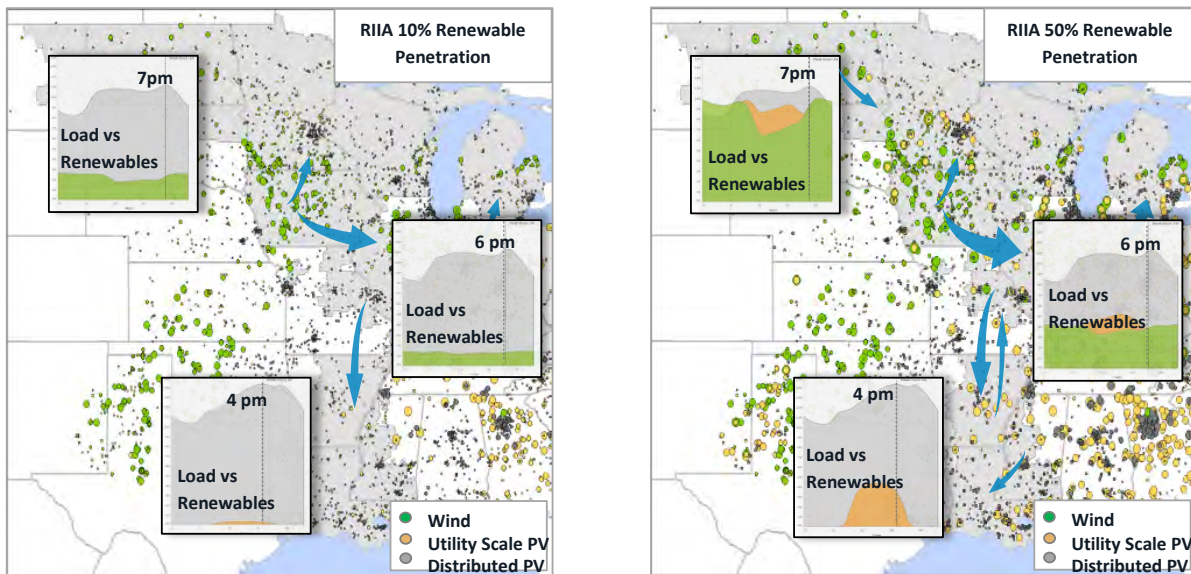 RIIA 10% Renewable
Penetration
7pm
Load vs
Renewables
6 pm
Load vs
Renewables
4 pm
Load vs
Renewables
Wind
Utility Scale PV
Distributed PV
RIIA 50% Renewable
Penetration
7pm
Load vs
Renewables
6 pm
Load vs
Renewables
4 pm
Load vs
Renewables
Wind
Utility Scale PV
Distributed PV